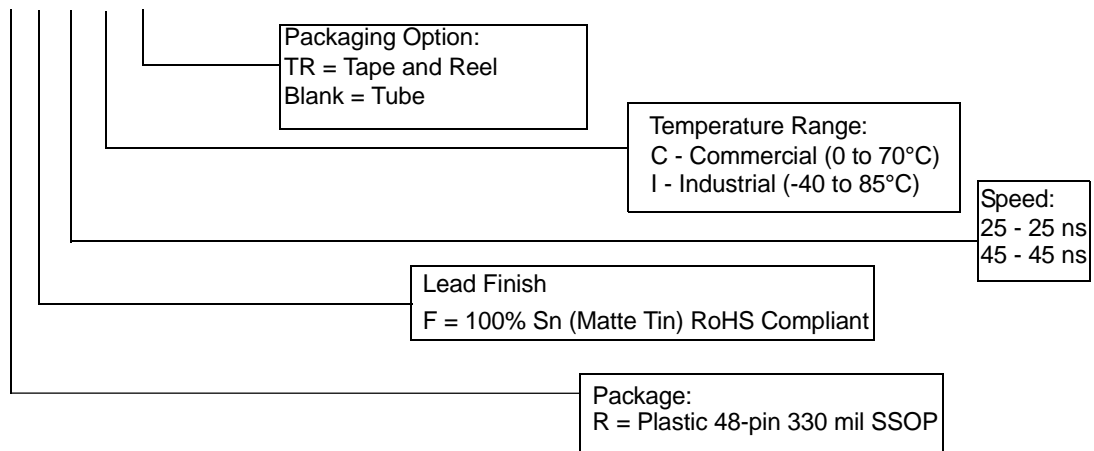 Packaging Option:
TR = Tape and Reel
Blank = Tube
Temperature Range:
C - Commercial (0 to 70°C)
I - Industrial (-40 to 85°C)
Speed:
25 - 25 ns
45 - 45 ns
Lead Finish
F = 100% Sn (Matte Tin) RoHS Compliant
Package:
R = Plastic 48-pin 330 mil SSOP